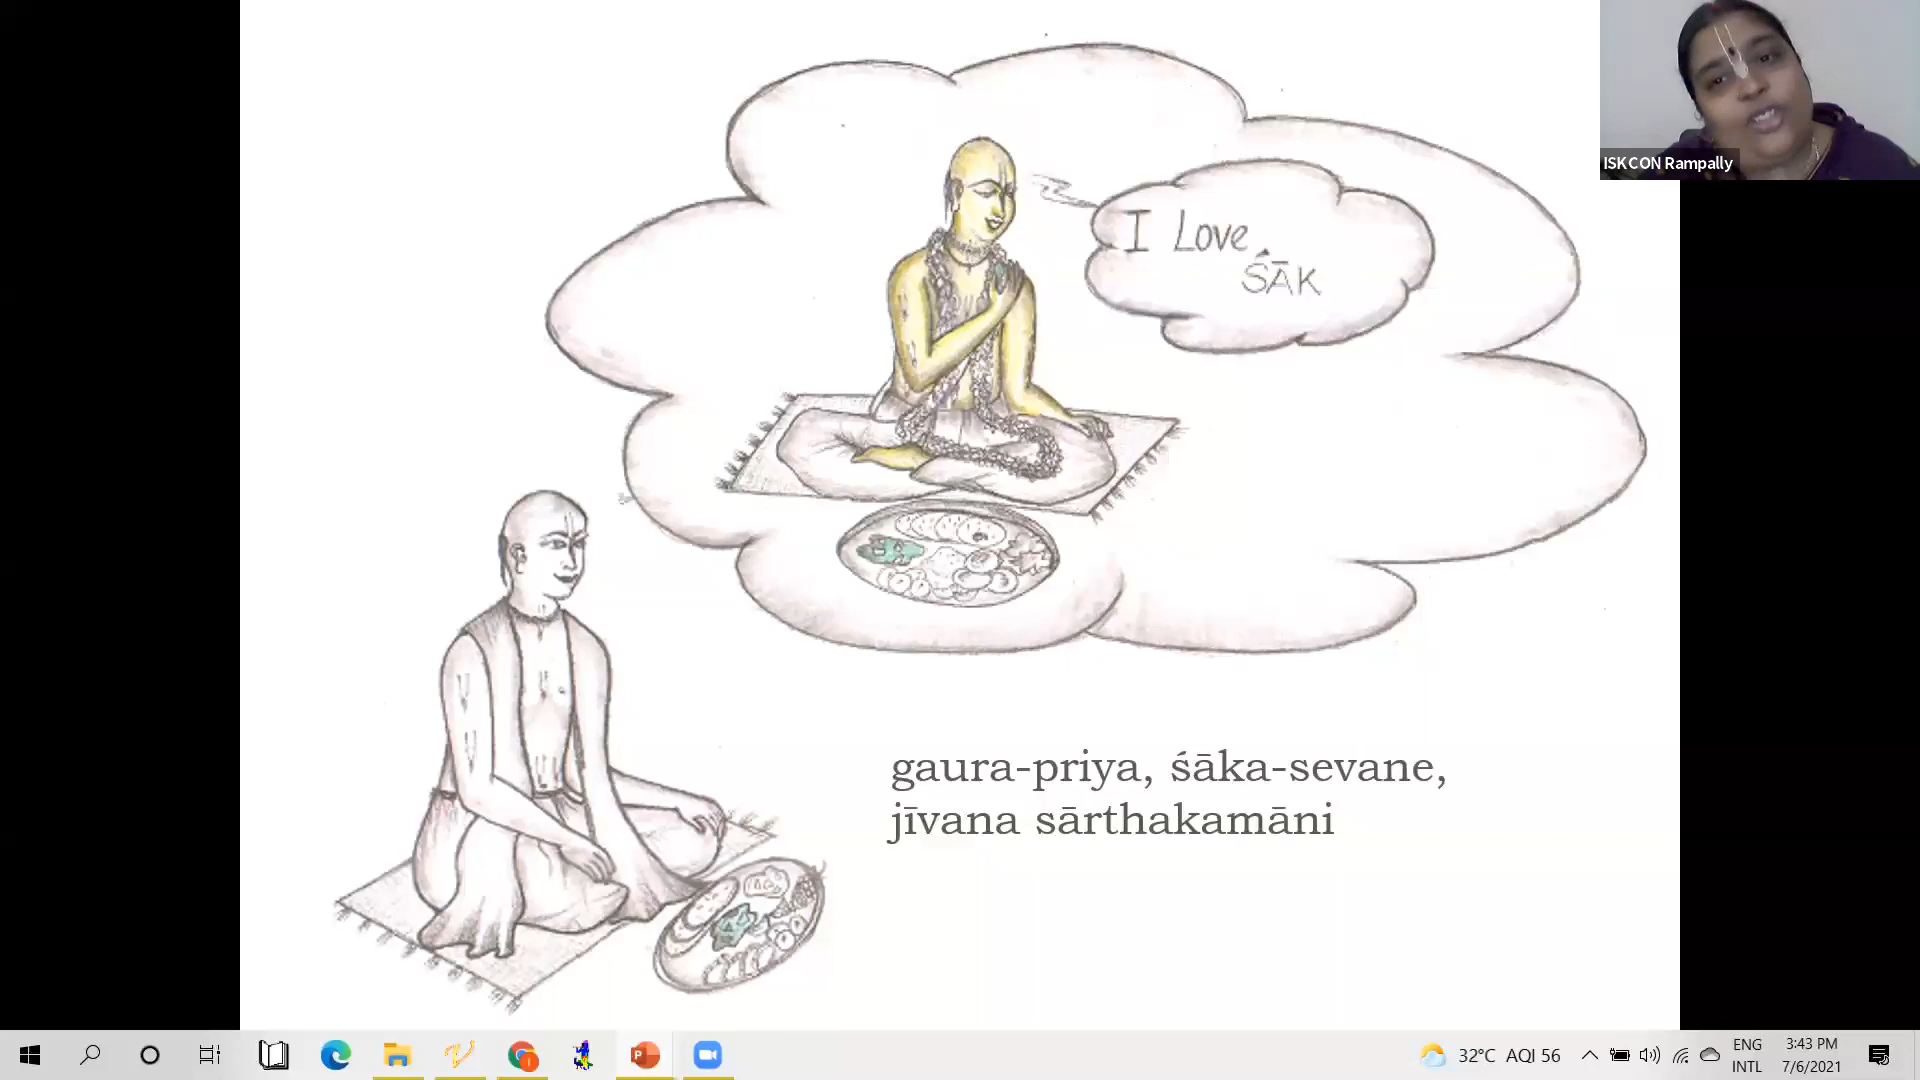 ISKCON Rampally
I Love
ŚĀK
gaura-priya, śāka-sevane,
jīvana sārthakamāni
32°C AQI 56
ENG
INTL
3:43 PM
7/6/2021